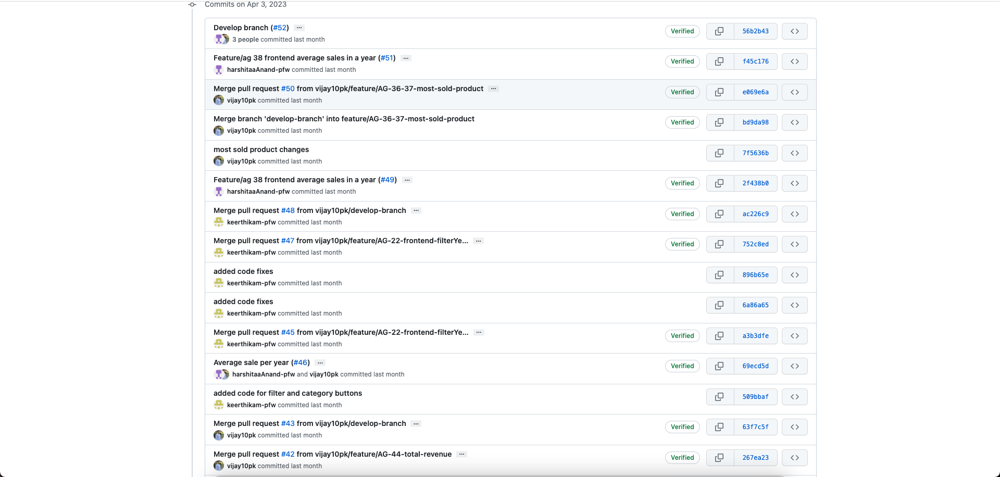 Commits on Apr 3, 2023
Develop branch (#52) ...
3 people committed last month
Verified
56b2b43
Feature/ag 38 frontend average sales in a year (#51) ...
harshitaaAnand-pfw committed last month
Verified
f45c176
Merge pull request #50 from vijay10pk/feature/AG-36-37-most-sold-product ...
vijay10pk committed last month
Verified
e069e6a
Merge branch 'develop-branch' into feature/AG-36-37-most-sold-product
vijay10pk committed last month
Verified
bd9da98
most sold product changes
vijay10pk committed last month
7f5636b
Feature/ag 38 frontend average sales in a year (#49) ...
harshitaaAnand-pfw committed last month
Verified
2f438b0
Merge pull request #48 from vijay10pk/develop-branch ...
keerthikam-pfw committed last month
Verified
ac226c9
Merge pull request #47 from vijay10pk/feature/AG-22-frontend-filterYe... ...
keerthikam-pfw committed last month
Verified
752c8ed
added code fixes
keerthikam-pfw committed last month
896b65e
added code fixes
keerthikam-pfw committed last month
6a86a65
Merge pull request #45 from vijay10pk/feature/AG-22-frontend-filterYe... ...
keerthikam-pfw committed last month
Verified
a3b3dfe
Average sale per year (#46) ...
harshitaaAnand-pfw and vijay10pk committed last month
Verified
69ecd5d
added code for filter and category buttons
keerthikam-pfw committed last month
509bbaf
Merge pull request #43 from vijay10pk/develop-branch ...
vijay10pk committed last month
Verified
63f7c5f
Merge pull request #42 from vijay10pk/feature/AG-44-total-revenue ...
vijay10pk committed last month
Verified
267ea23